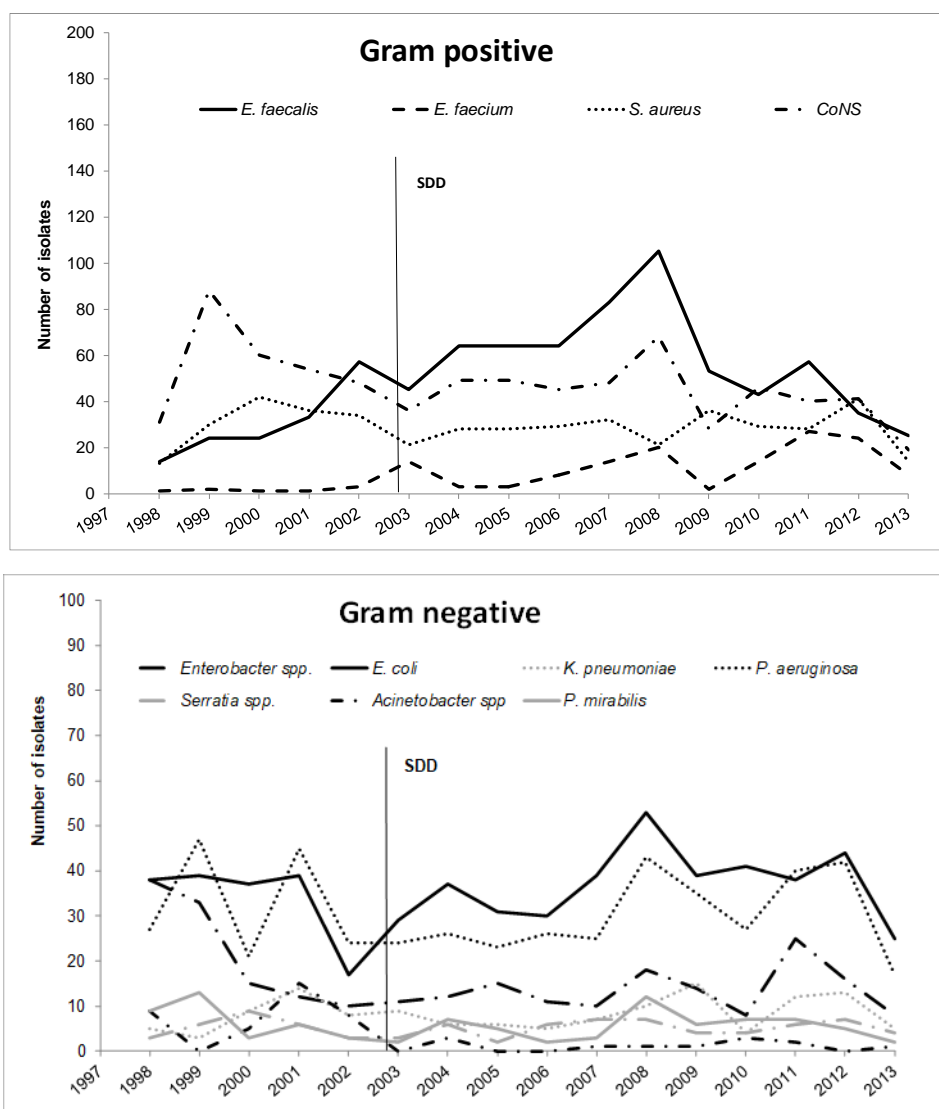 Gram positive
E. faecalis E. faecium S. aureus CoNS
SDD
Number of isolates
200
180
160
140
120
100
80
60
40
20
0
1997 1998 1999 2000 2001 2002 2003 2004 2005 2006 2007 2008 2009 2010 2011 2012 2013
Gram negative
Enterobacter spp. E. coli K. pneumoniae P. aeruginosa
Serratia spp. Acinetobacter spp P. mirabilis
SDD
Number of isolates
100
90
80
70
60
50
40
30
20
10
0
1997 1998 1999 2000 2001 2002 2003 2004 2005 2006 2007 2008 2009 2010 2011 2012 2013